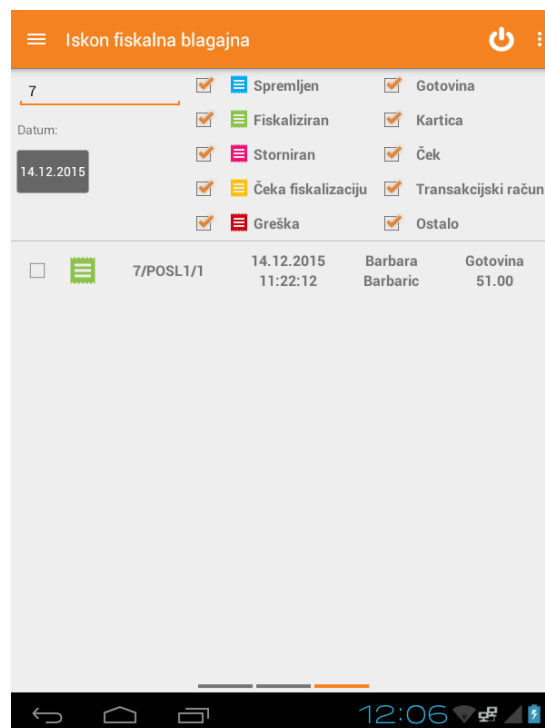 Iskon fiskalna blagajna
7
Datum:
14.12.2015
Spremljen
Gotovina
Fiskaliziran
Kartica
Storniran
Ček
Čeka fiskalizaciju
Transakcijski račun
Greška
Ostalo
7/POSL1/1
14.12.2015
11:22:12
Barbara
Barbaric
Gotovina
51.00
12:06